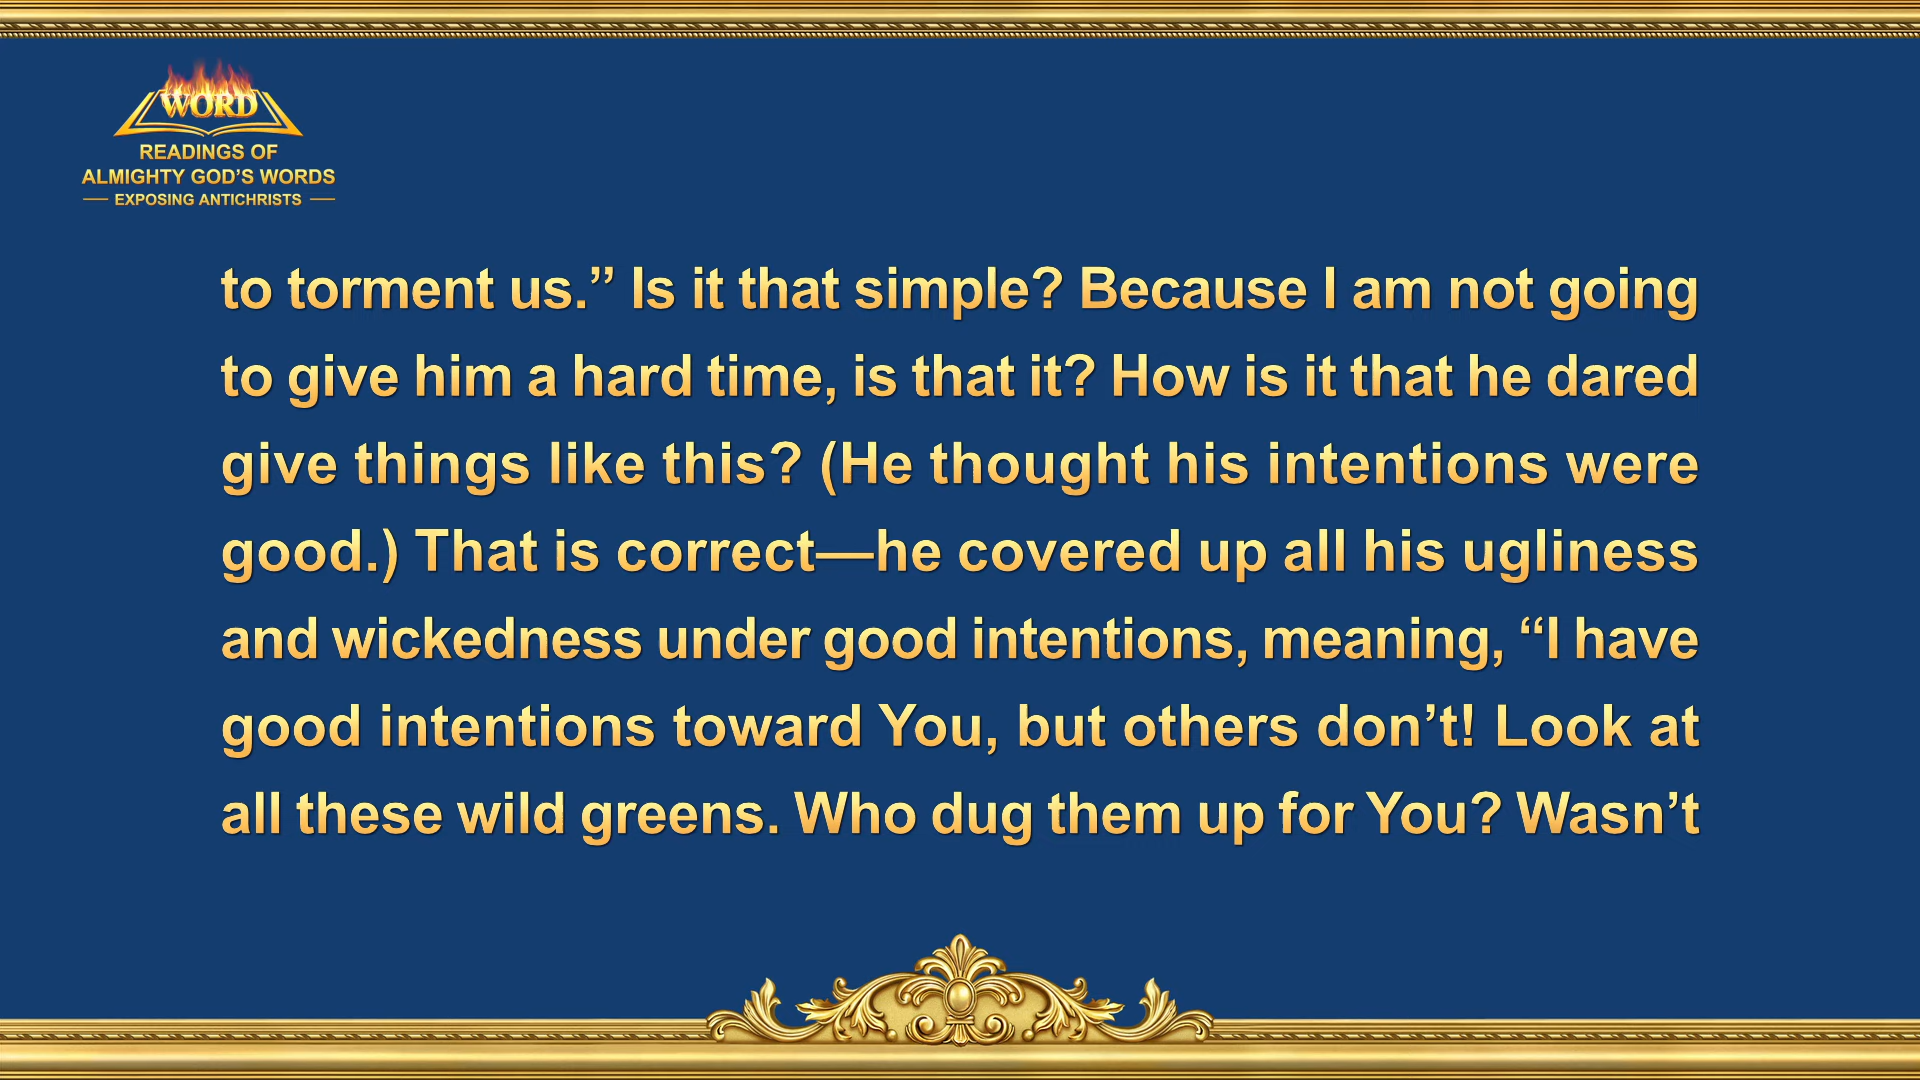 WORD
READINGS OF
ALMIGHTY GOD’S WORDS
EXPOSING ANTICHRISTS
to torment us.” Is it that simple? Because I am not going
to give him a hard time, is that it? How is it that he dared
give things like this? (He thought his intentions were
good.) That is correct—he covered up all his ugliness
and wickedness under good intentions, meaning, “I have
good intentions toward You, but others don’t! Look at
all these wild greens. Who dug them up for You? Wasn’t